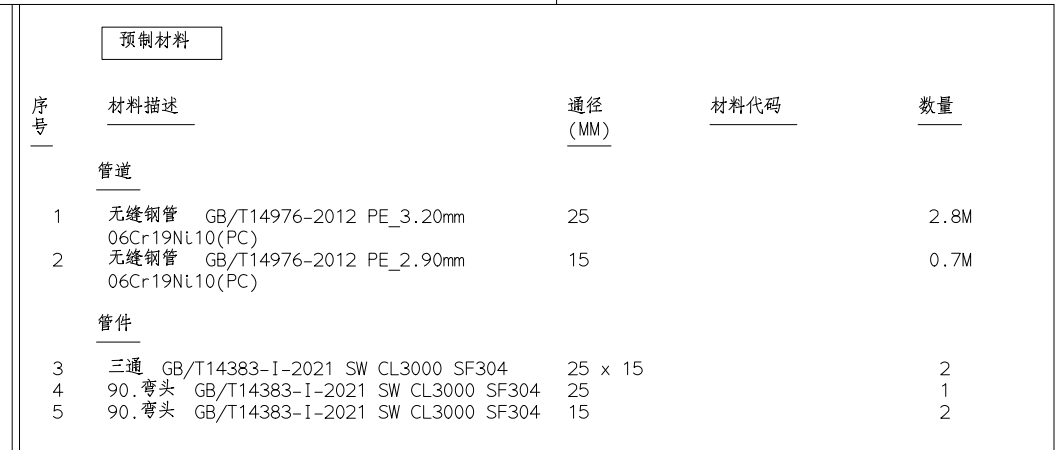 预制材料
序号 材料描述 通径(MM) 材料代码 数量
管道
1 无缝钢管 GB/T14976-2012 PE_3.20mm 25 2.8M
06Cr19Ni10(PC)
2 无缝钢管 GB/T14976-2012 PE_2.90mm 15 0.7M
06Cr19Ni10(PC)
管件
3 三通 GB/T14383-I-2021 SW CL3000 SF304 25 x 15 2
4 90.弯头 GB/T14383-I-2021 SW CL3000 SF304 25 1
5 90.弯头 GB/T14383-I-2021 SW CL3000 SF304 15 2